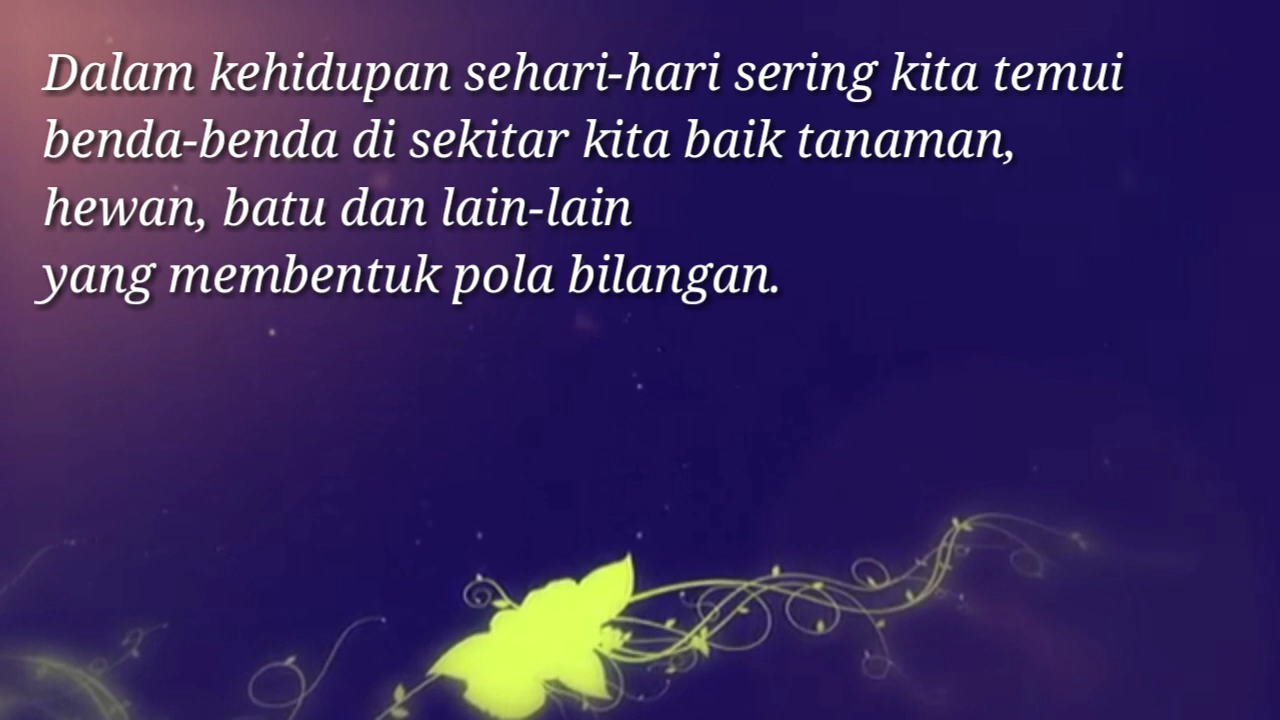 Dalam kehidupan sehari-hari sering kita temui
benda-benda di sekitar kita baik tanaman,
hewan, batu dan lain-lain
yang membentuk pola bilangan.